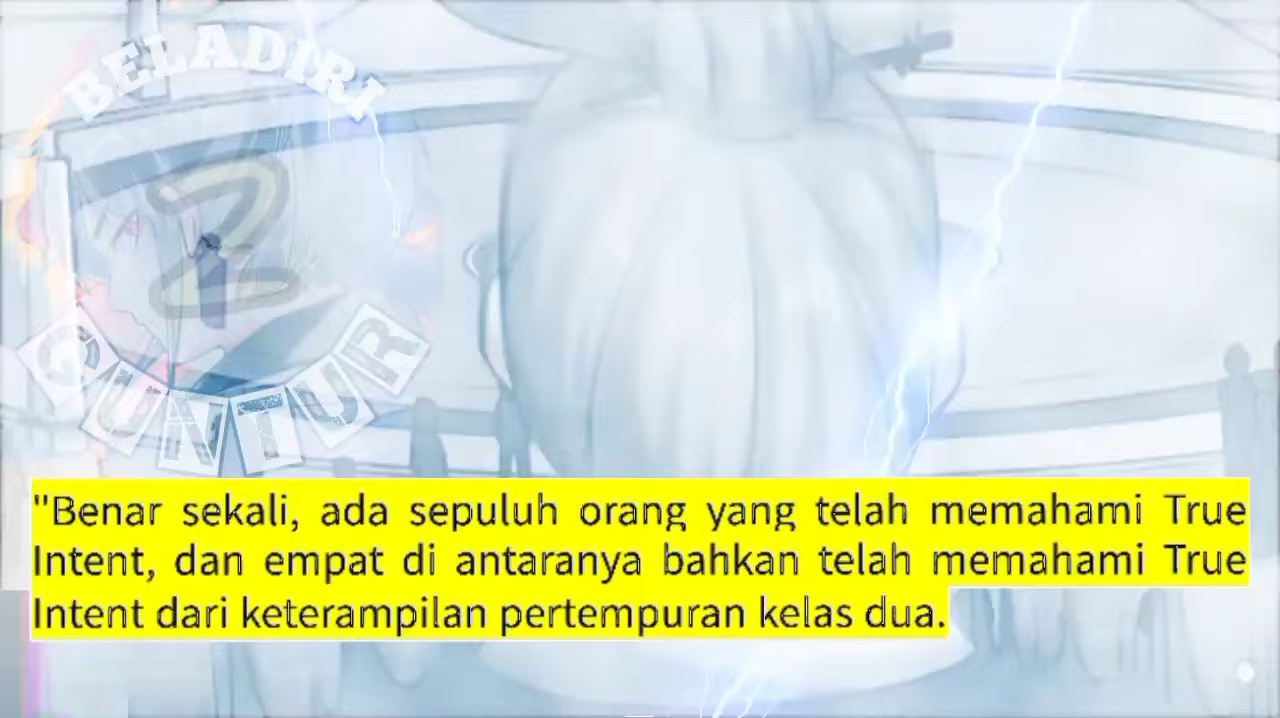 BELADIRI
GUNTUR
"Benar sekali, ada sepuluh orang yang telah memahami True
Intent, dan empat di antaranya bahkan telah memahami True
Intent dari keterampilan pertempuran kelas dua.